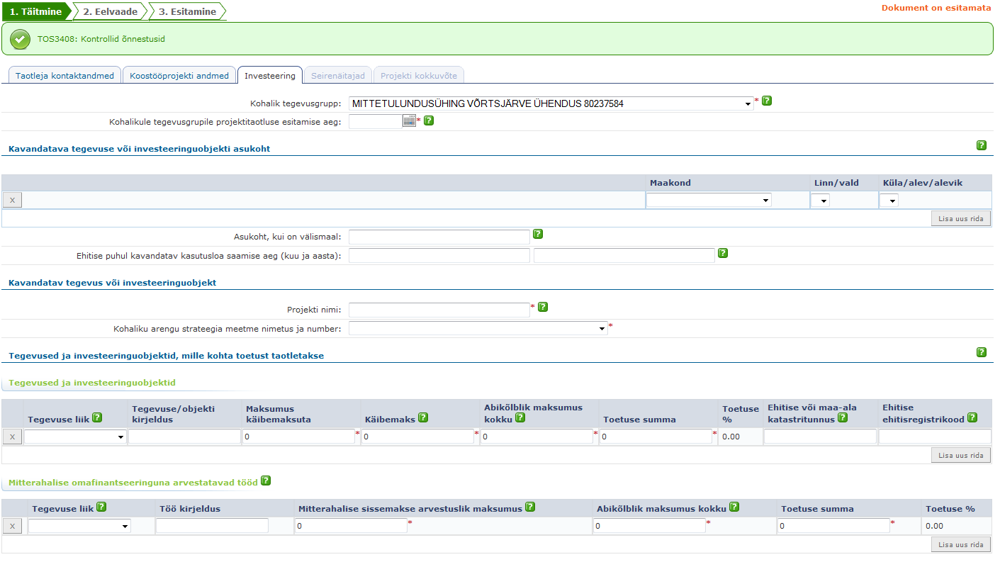 1. Täitmine 2. Eelvaade 3. Esitamine Dokument on esitamata
TOS3408: Kontrollid õnnestusid
Taotleja kontaktandmed Koostööprojekti andmed Investeering Seirenäitajad Projekti kokkuvõte
Kohalik tegevusgrupp: MITTETULUNDUSÜHING VÕRTSJÄRVE ÜHENDUS 80237584 * ?
Kohalikule tegevusgrupile projektitaotluse esitamise aeg: * ?
Kavandatava tegevuse või investeeringuobjekti asukoht ?
Maakond Linn/vald Küla/alev/alevik
X
Lisa uus rida
Asukoht, kui on välismaal: ?
Ehitise puhul kavandatav kasutusloa saamise aeg (kuu ja aasta): ?
Kavandatav tegevus või investeeringuobjekt
Projekti nimi: * ?
Kohaliku arengu strateegia meetme nimetus ja number: *
Tegevused ja investeeringuobjektid, mille kohta toetust taotletakse ?
Tegevused ja investeeringuobjektid
Tegevuse liik ? Tegevuse/objekti kirjeldus Maksumus käibemaksuta Käibemaks ? Abikõlblik maksumus kokku ? Toetuse summa Toetuse % Ehitise või maa-ala katastritunnus ? Ehitise ehitisregistrikood ?
X 0 * 0 * 0 * 0 * 0.00
Lisa uus rida
Mitterahalise omafinantseeringuna arvestatavad tööd ?
Tegevuse liik ? Töö kirjeldus Mitterahalise sissemakse arvestuslik maksumus ? Abikõlblik maksumus kokku ? Toetuse summa Toetuse %
X 0 * 0 * 0 * 0.00
Lisa uus rida